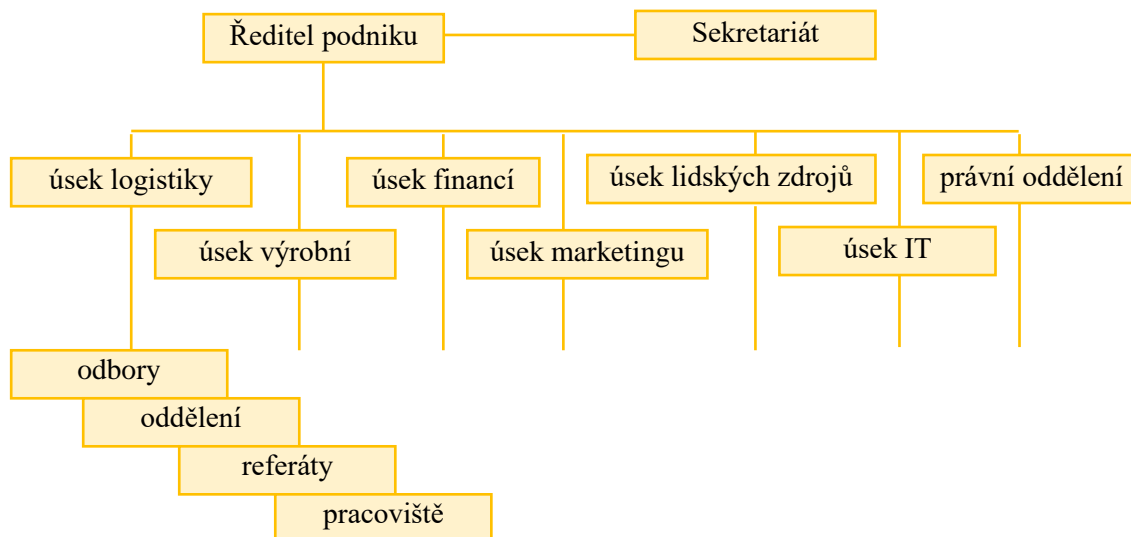 Ředitel podniku
Sekretariát
úsek logistiky
úsek financí
úsek lidských zdrojů
právní oddělení
úsek výrobní
úsek marketingu
úsek IT
odbory
oddělení
referáty
pracoviště